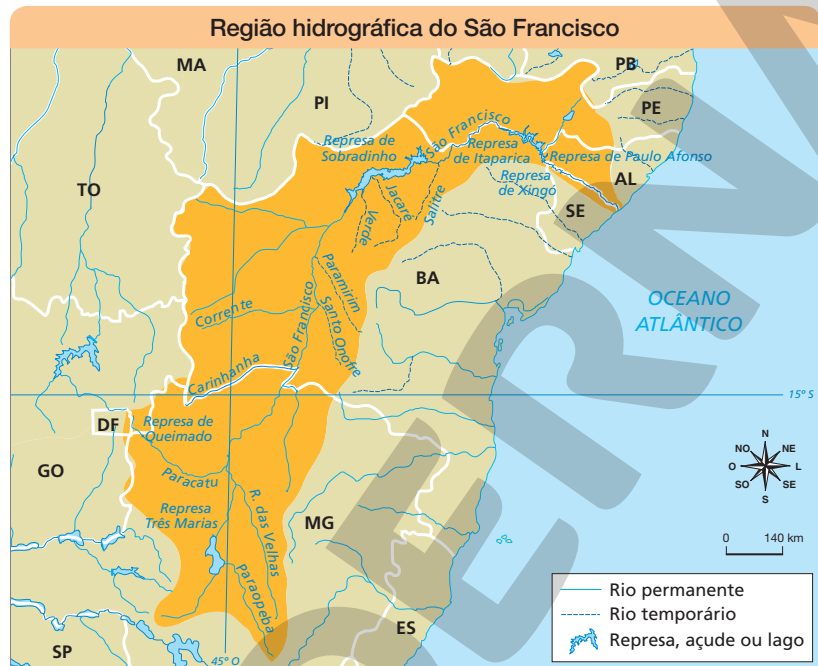 Região hidrográfica do São Francisco
MA
PB
PI
PE
São Francisco
Represa de
Sobradinho
Represa
de Itaparica
Represa de Paulo Afonso
Represa
de Xingó
AL
TO
SE
Verde
Jacaré
Salitre
BA
Paramirim
Santo Onofre
São Francisco
Corrente
OCEANO
ATLÂNTICO
Carinhanha
15º S
DF
Represa de
Queimado
GO
Paracatu
Represa
Três Marias
R. das Velhas
MG
Paraopeba
N
NO
NE
O
L
SO
SE
S
0 140 km
ES
SP
45º O
Rio permanente
Rio temporário
Represa, açude ou lago